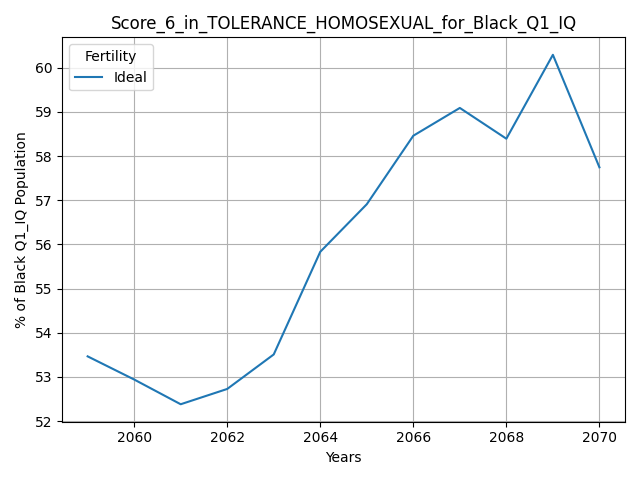 Score_6_in_TOLERANCE_HOMOSEXUAL_for_Black_Q1_IQ
Fertility
Ideal
% of Black Q1_IQ Population
60
59
58
57
56
55
54
53
52
2060 2062 2064 2066 2068 2070
Years